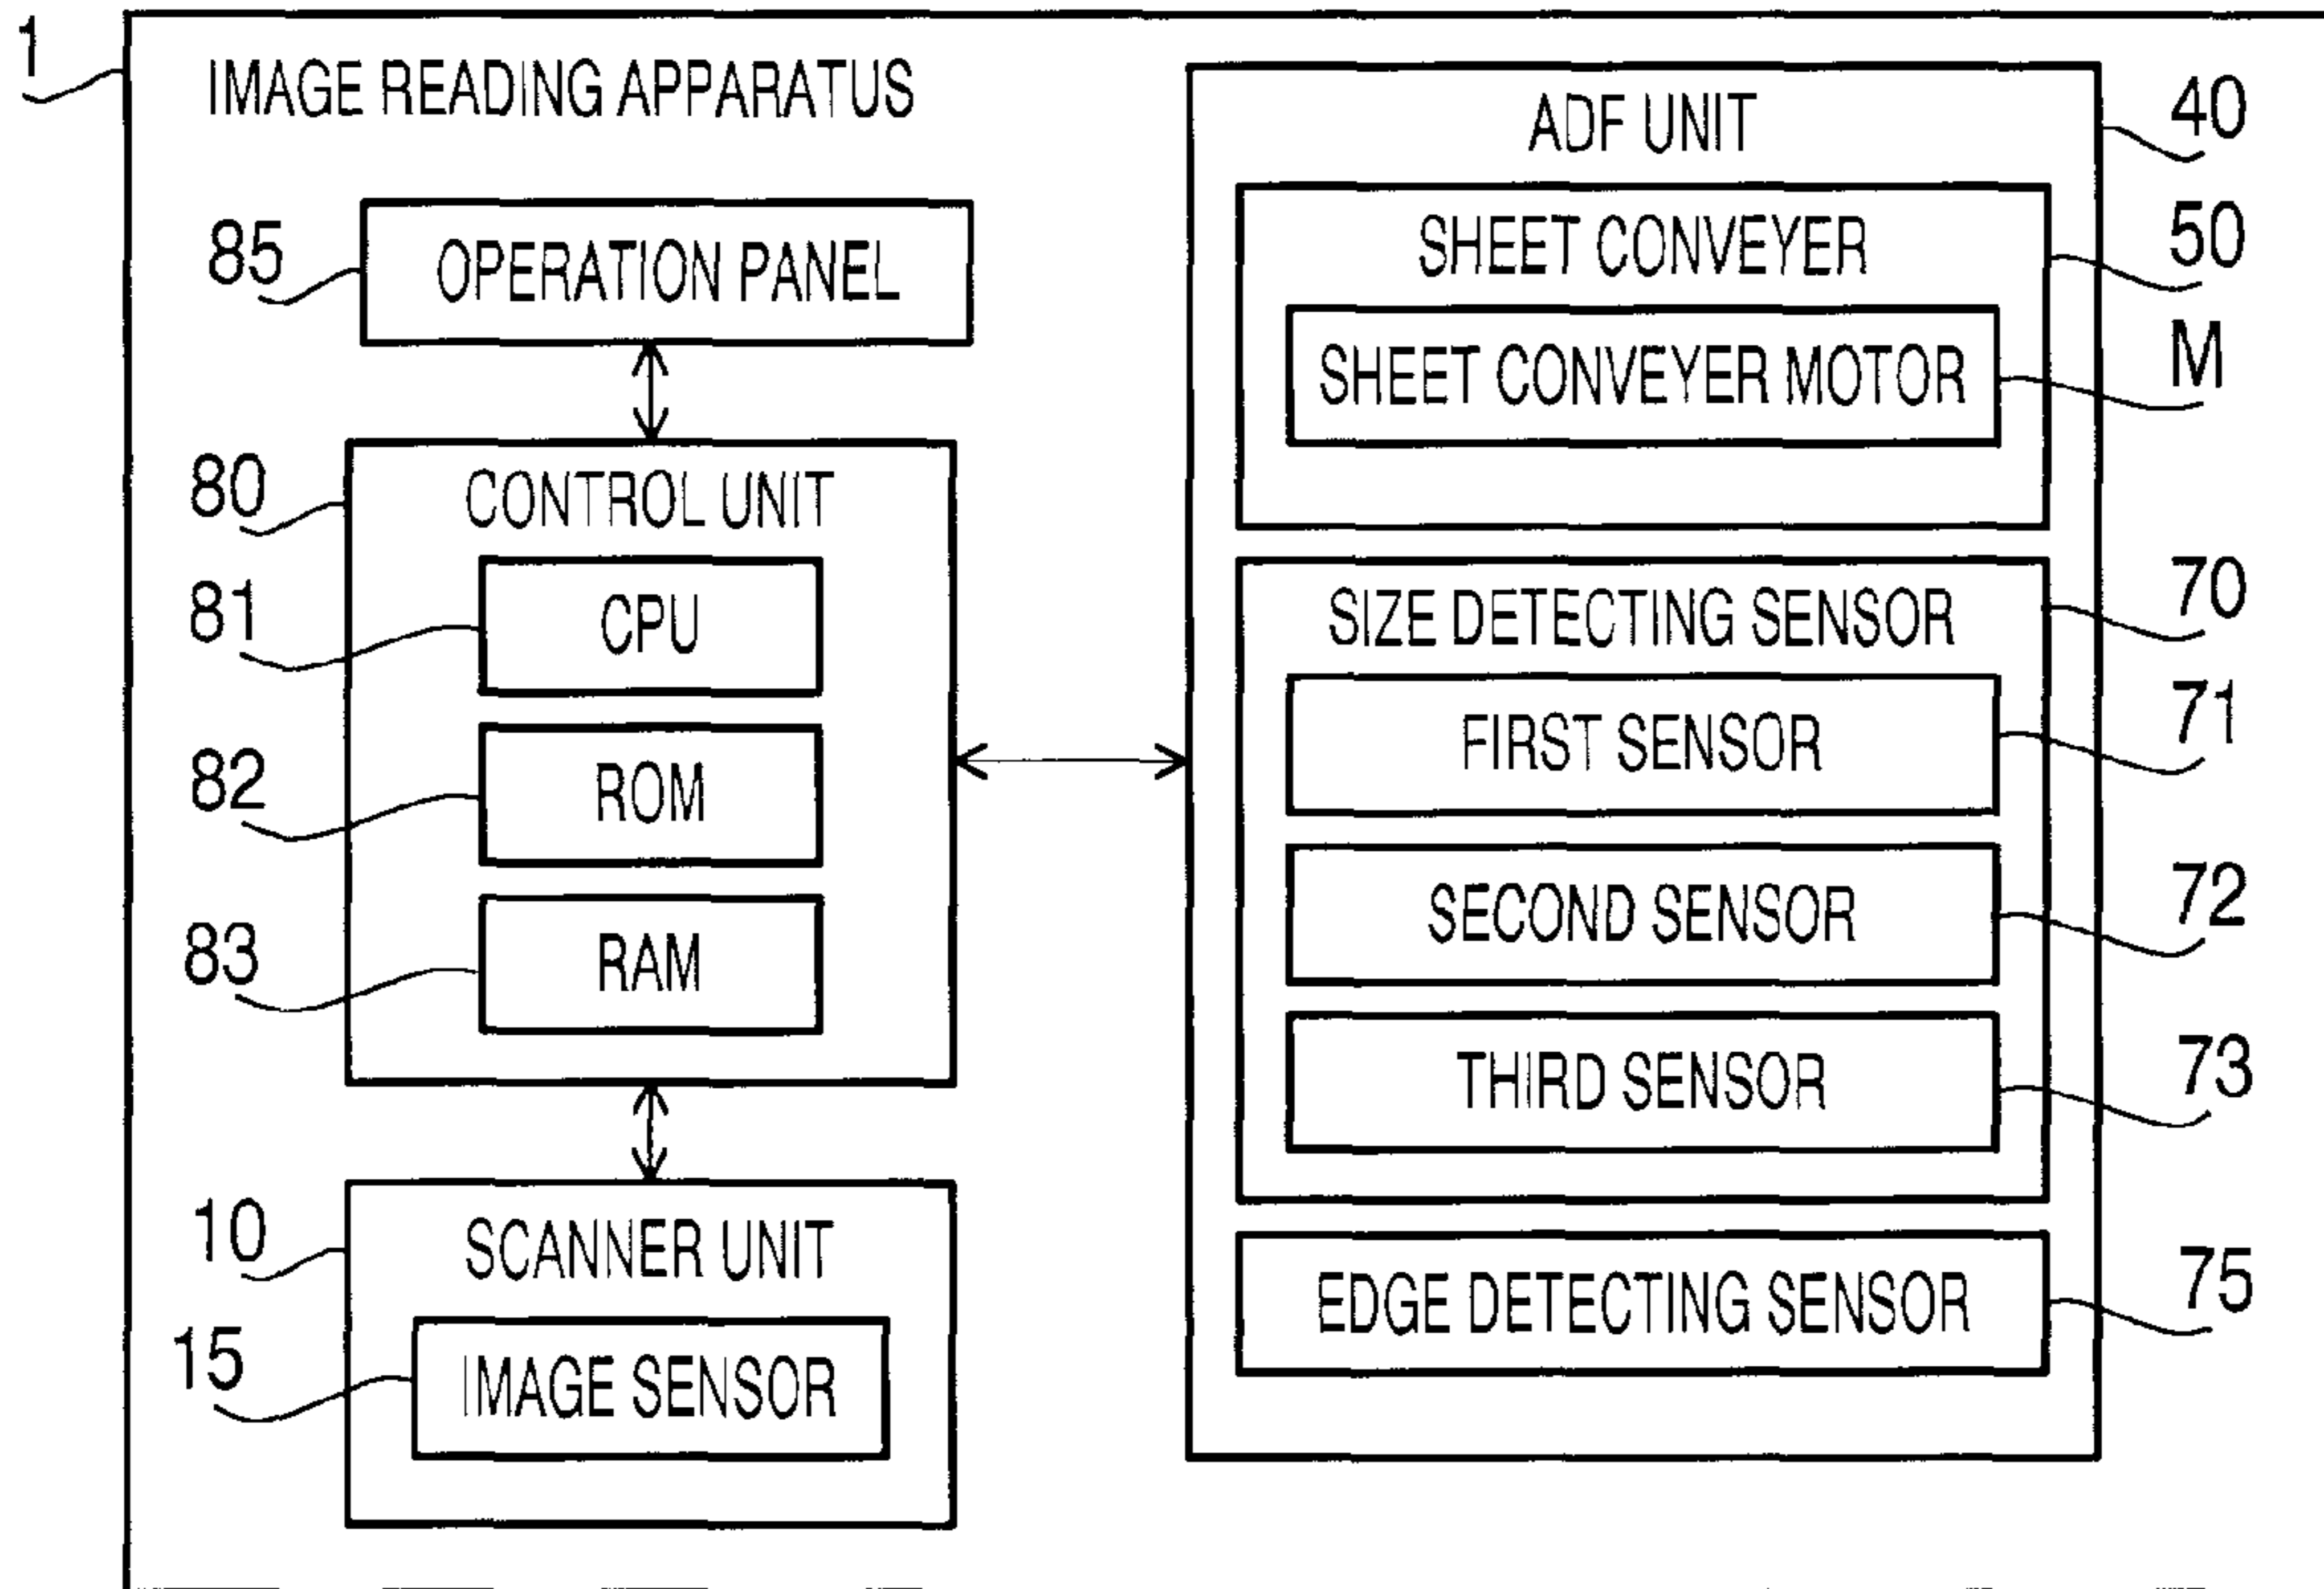 1
IMAGE READING APPARATUS
85
OPERATION PANEL
80
CONTROL UNIT
81
CPU
82
ROM
83
RAM
10
SCANNER UNIT
15
IMAGE SENSOR
ADF UNIT
40
SHEET CONVEYER
50
SHEET CONVEYER MOTOR
M
SIZE DETECTING SENSOR
70
FIRST SENSOR
71
SECOND SENSOR
72
THIRD SENSOR
73
EDGE DETECTING SENSOR
75